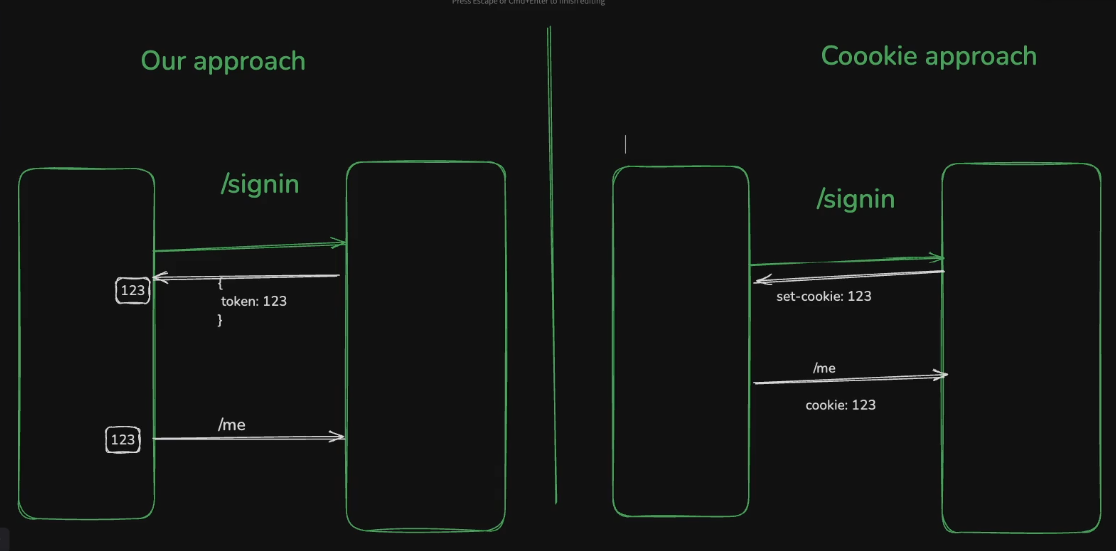 Press Escape or Cmd+Enter to finish editing
Our approach
/signin
{
token: 123
}
123
/me
123
Coookie approach
/signin
set-cookie: 123
/me
cookie: 123